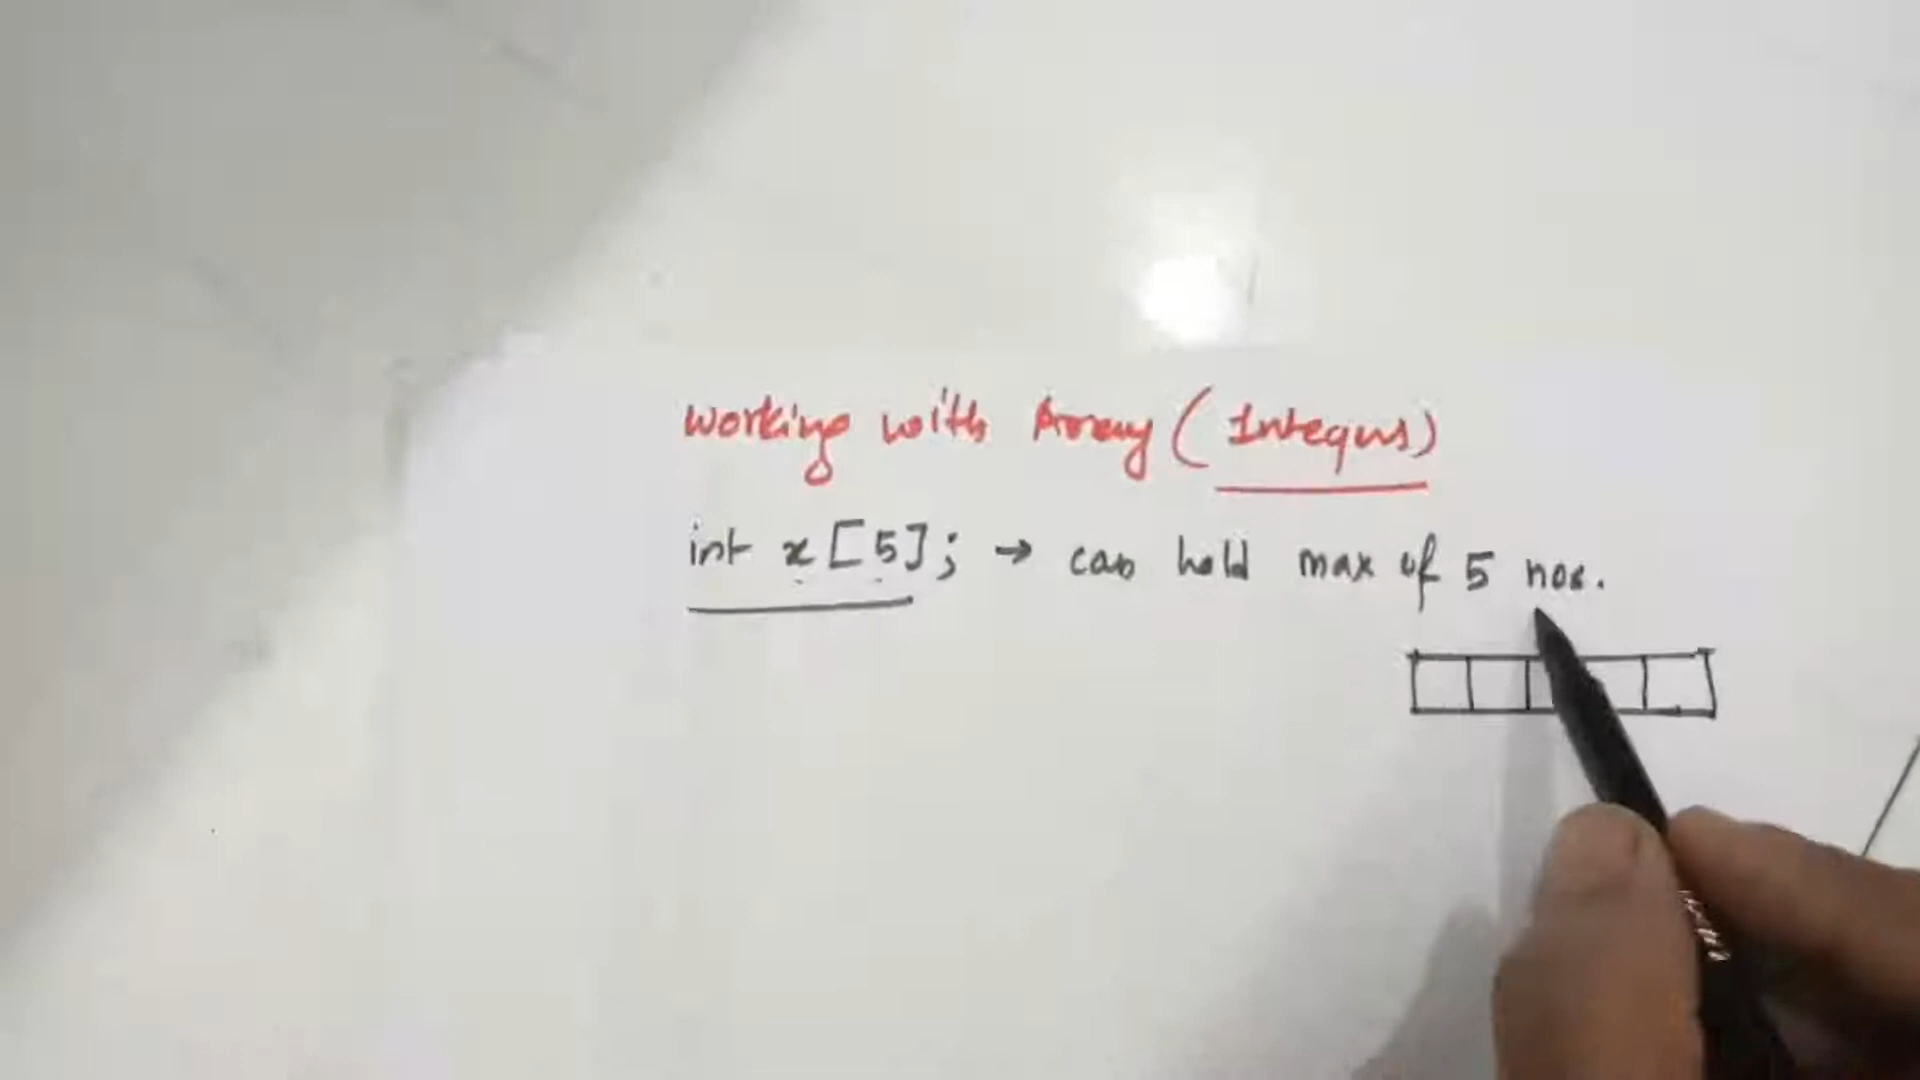 working with Array (Integers)
int x[5]; → can hold max of 5 nos.